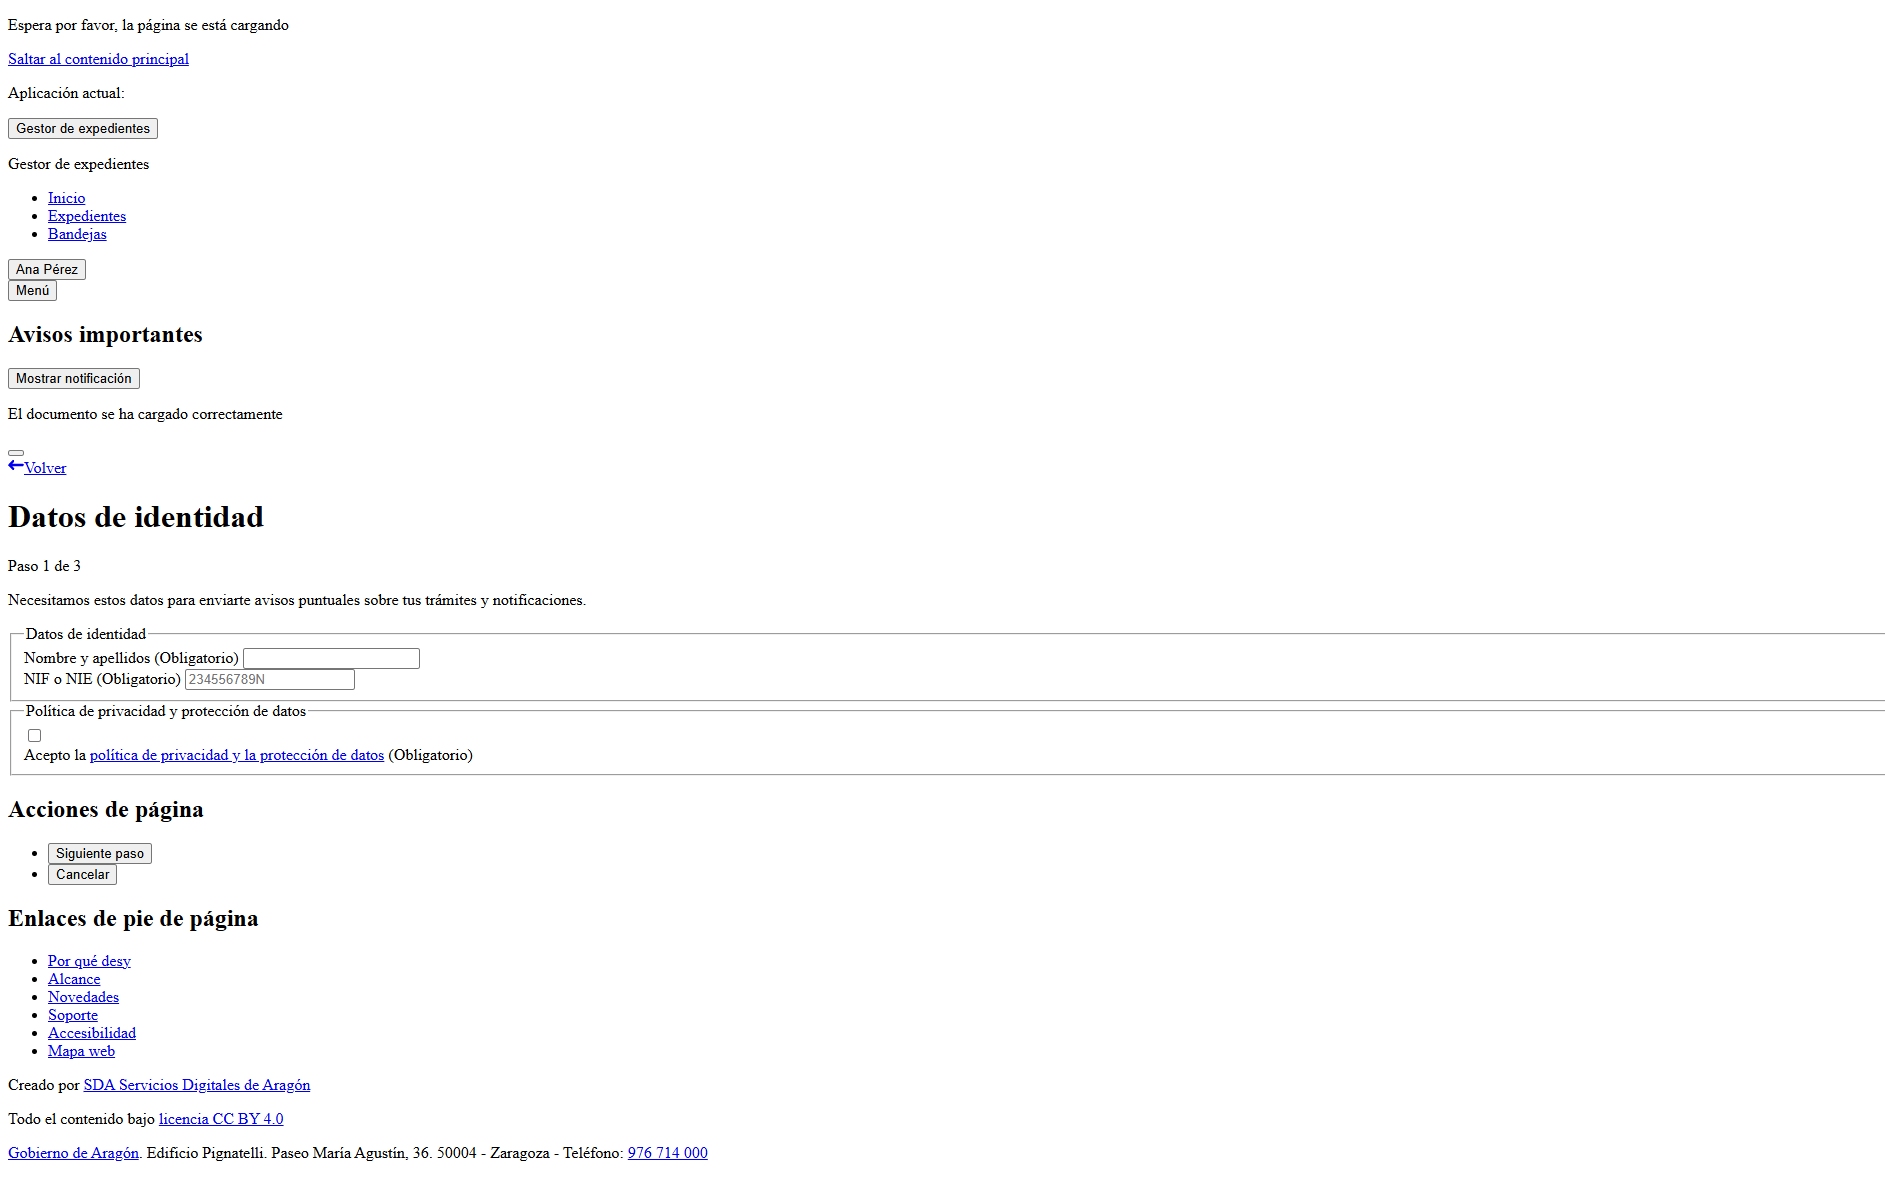 Espera por favor, la página se está cargando
Saltar al contenido principal
Aplicación actual:
Gestor de expedientes
Gestor de expedientes
Inicio
Expedientes
Bandejas
Ana Pérez
Menú
Avisos importantes
Mostrar notificación
El documento se ha cargado correctamente
Volver
Datos de identidad
Paso 1 de 3
Necesitamos estos datos para enviarte avisos puntuales sobre tus trámites y notificaciones.
Datos de identidad
Nombre y apellidos (Obligatorio)
NIF o NIE (Obligatorio) 234556789N
Política de privacidad y protección de datos
Acepto la política de privacidad y la protección de datos (Obligatorio)
Acciones de página
Siguiente paso
Cancelar
Enlaces de pie de página
Por qué desy
Alcance
Novedades
Soporte
Accesibilidad
Mapa web
Creado por SDA Servicios Digitales de Aragón
Todo el contenido bajo licencia CC BY 4.0
Gobierno de Aragón. Edificio Pignatelli. Paseo María Agustín, 36. 50004 - Zaragoza - Teléfono: 976 714 000